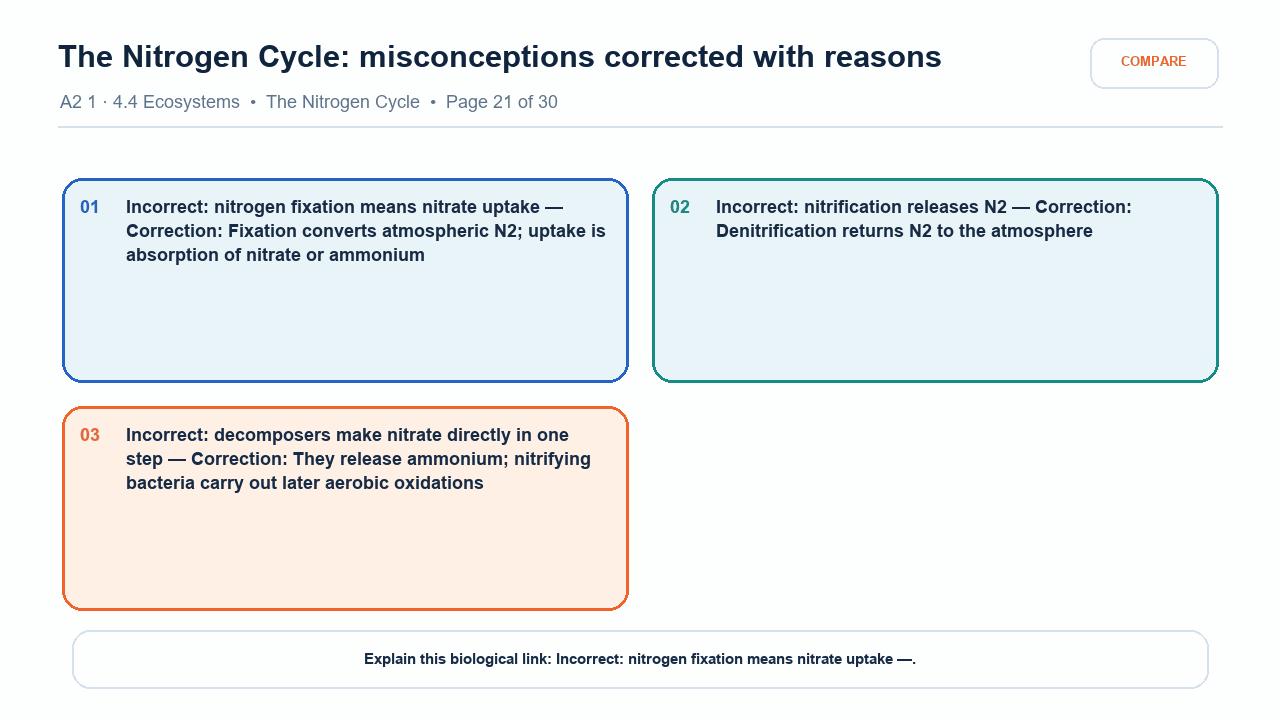 The Nitrogen Cycle: misconceptions corrected with reasons
COMPARE
A2 1 · 4.4 Ecosystems • The Nitrogen Cycle • Page 21 of 30
01
Incorrect: nitrogen fixation means nitrate uptake —
Correction: Fixation converts atmospheric N2; uptake is
absorption of nitrate or ammonium
02
Incorrect: nitrification releases N2 — Correction:
Denitrification returns N2 to the atmosphere
03
Incorrect: decomposers make nitrate directly in one
step — Correction: They release ammonium; nitrifying
bacteria carry out later aerobic oxidations
Explain this biological link: Incorrect: nitrogen fixation means nitrate uptake —.